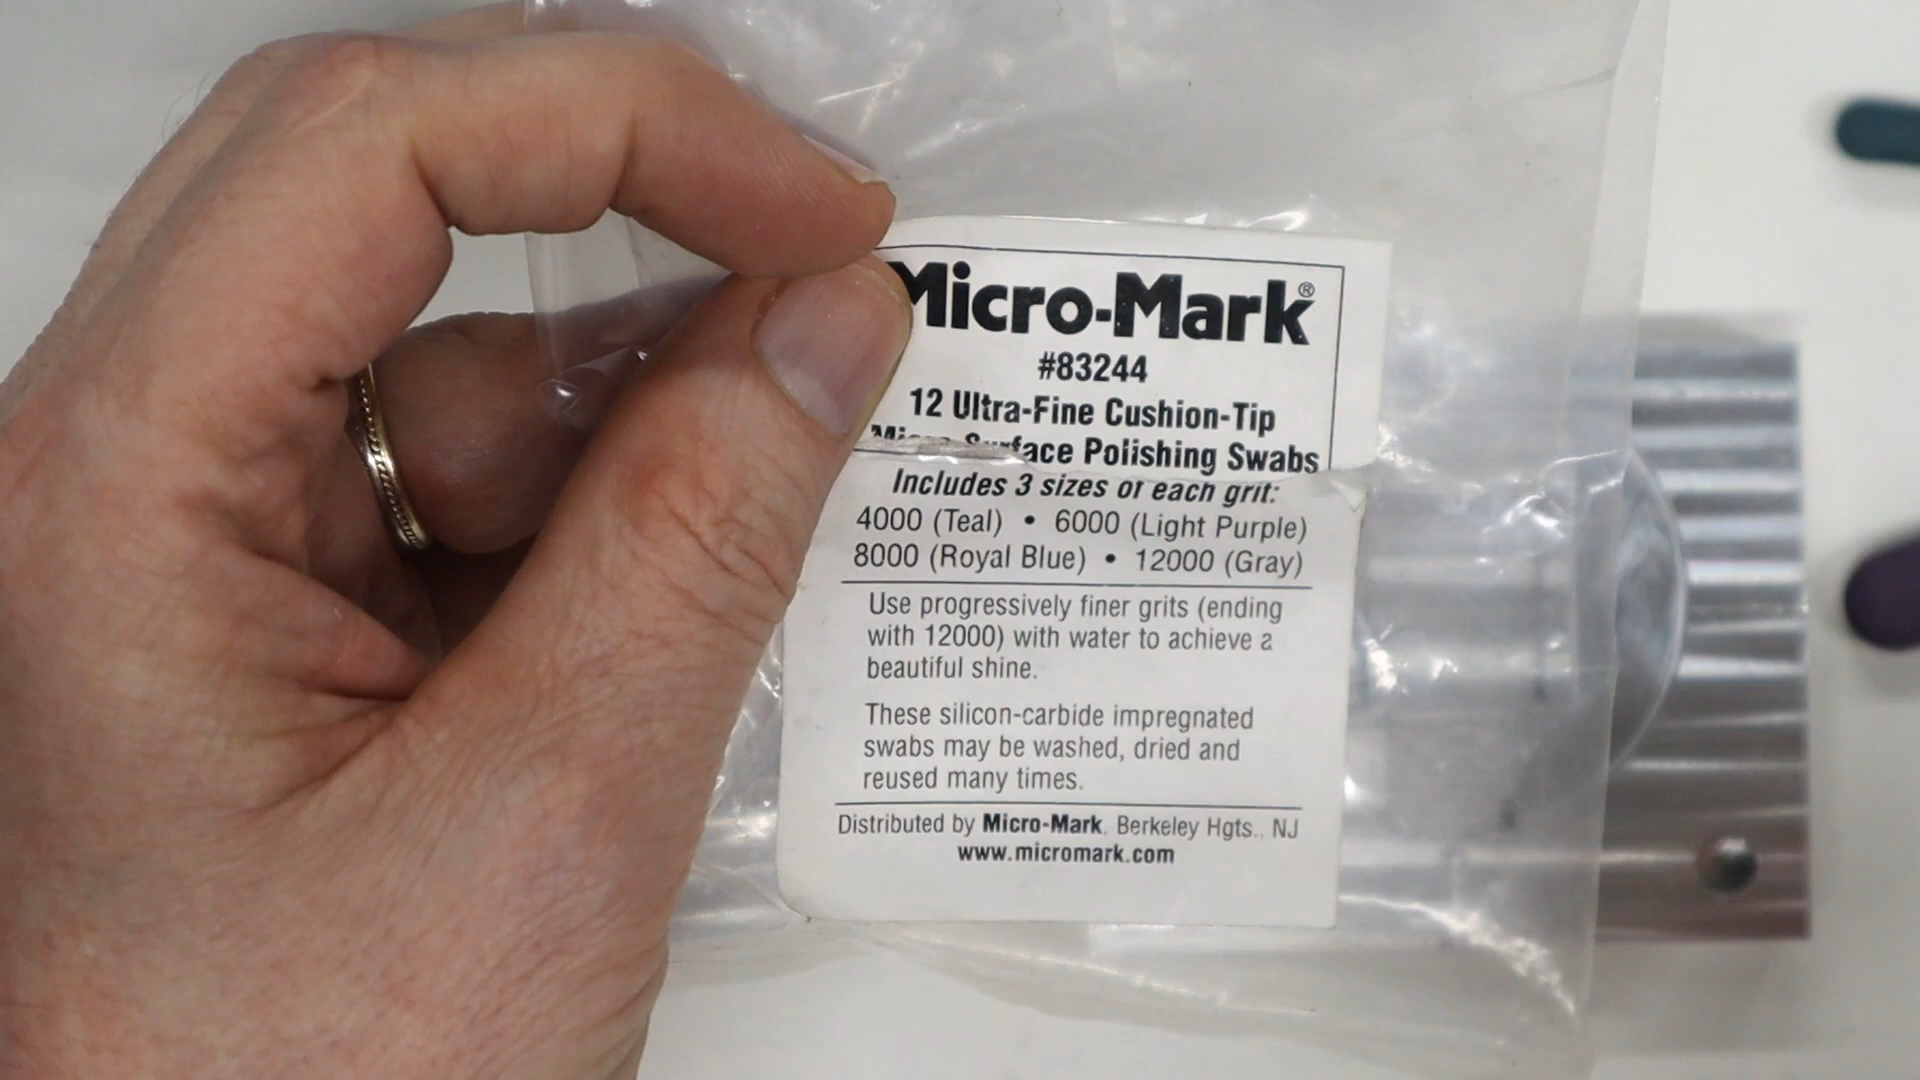 Micro-Mark®
#83244
12 Ultra-Fine Cushion-Tip
Micro-Surface Polishing Swabs
Includes 3 sizes of each grit:
4000 (Teal) • 6000 (Light Purple)
8000 (Royal Blue) • 12000 (Gray)
Use progressively finer grits (ending
with 12000) with water to achieve a
beautiful shine.
These silicon-carbide impregnated
swabs may be washed, dried and
reused many times.
Distributed by Micro-Mark, Berkeley Hgts., NJ
www.micromark.com